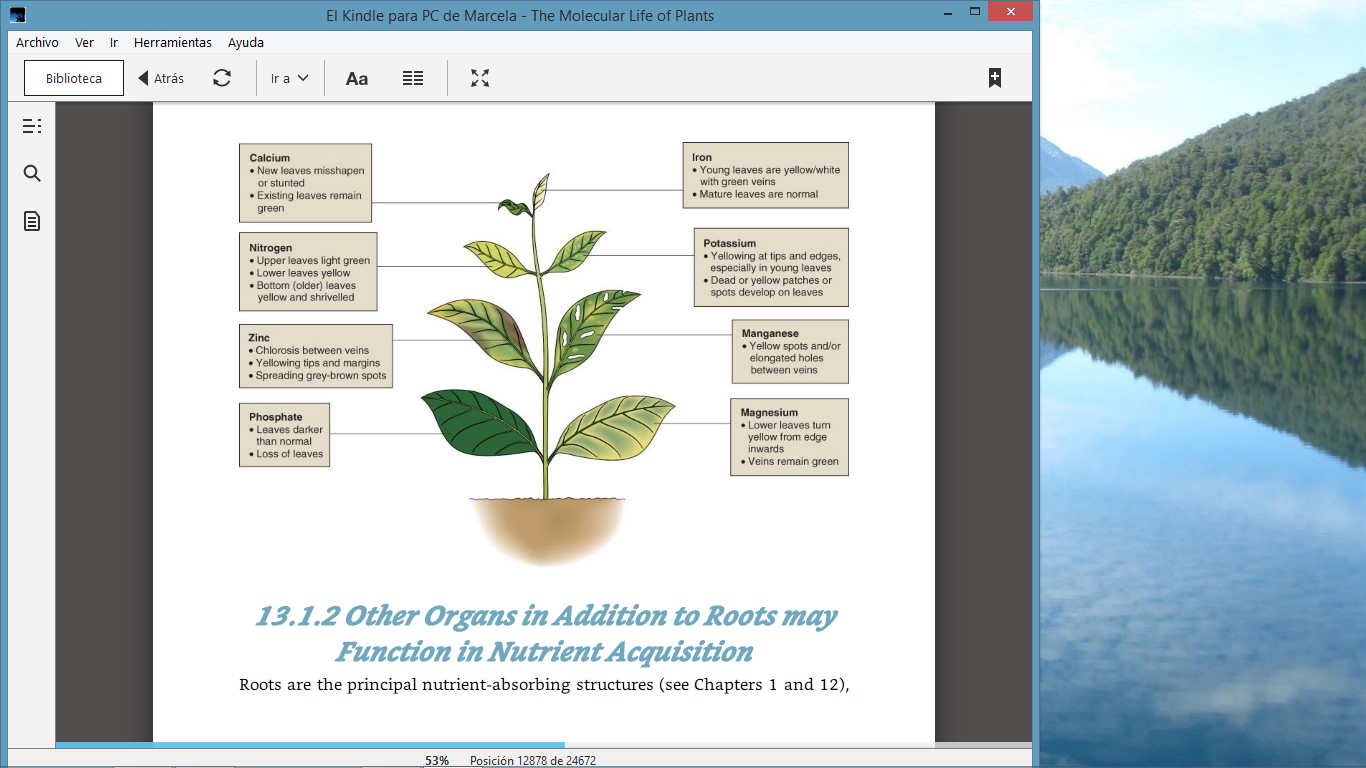 El Kindle para PC de Marcela - The Molecular Life of Plants
Archivo Ver Ir Herramientas Ayuda
Biblioteca Atrás Ir a Aa
Calcium
• New leaves misshapen
or stunted
• Existing leaves remain
green
Iron
• Young leaves are yellow/white
with green veins
• Mature leaves are normal
Nitrogen
• Upper leaves light green
• Lower leaves yellow
• Bottom (older) leaves
yellow and shrivelled
Potassium
• Yellowing at tips and edges,
especially in young leaves
• Dead or yellow patches or
spots develop on leaves
Zinc
• Chlorosis between veins
• Yellowing tips and margins
• Spreading grey-brown spots
Manganese
• Yellow spots and/or
elongated holes
between veins
Phosphate
• Leaves darker
than normal
• Loss of leaves
Magnesium
• Lower leaves turn
yellow from edge
inwards
• Veins remain green
13.1.2 Other Organs in Addition to Roots may
Function in Nutrient Acquisition
Roots are the principal nutrient-absorbing structures (see Chapters 1 and 12),
53% Posición 12878 de 24672